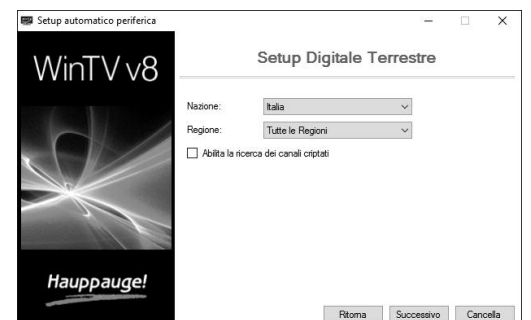 Setup automatico periferica
WinTV v8
Setup Digitale Terrestre
Nazione: Italia
Regione: Tutte le Regioni
Abilita la ricerca dei canali criptati
Hauppauge!
Ritorna Successivo Cancella